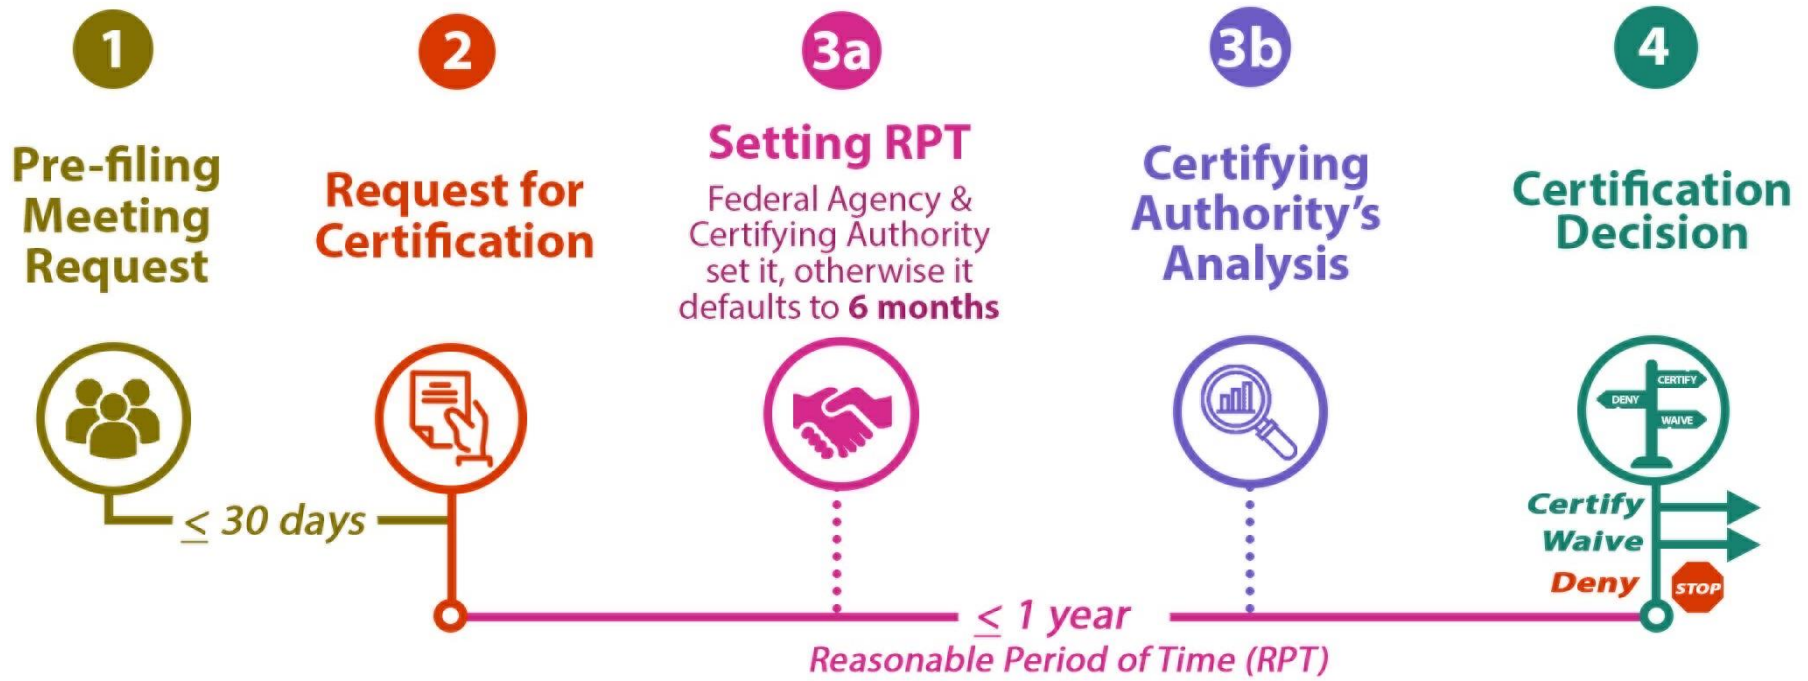 1
Pre-filing
Meeting
Request
2
Request for
Certification
3a
Setting RPT
Federal Agency &
Certifying Authority
set it, otherwise it
defaults to 6 months
3b
Certifying
Authority's
Analysis
4
Certification
Decision
CERTIFY
DENY
WAIVE
≤ 30 days
Certify
Waive
Deny
STOP
≤ 1 year
Reasonable Period of Time (RPT)